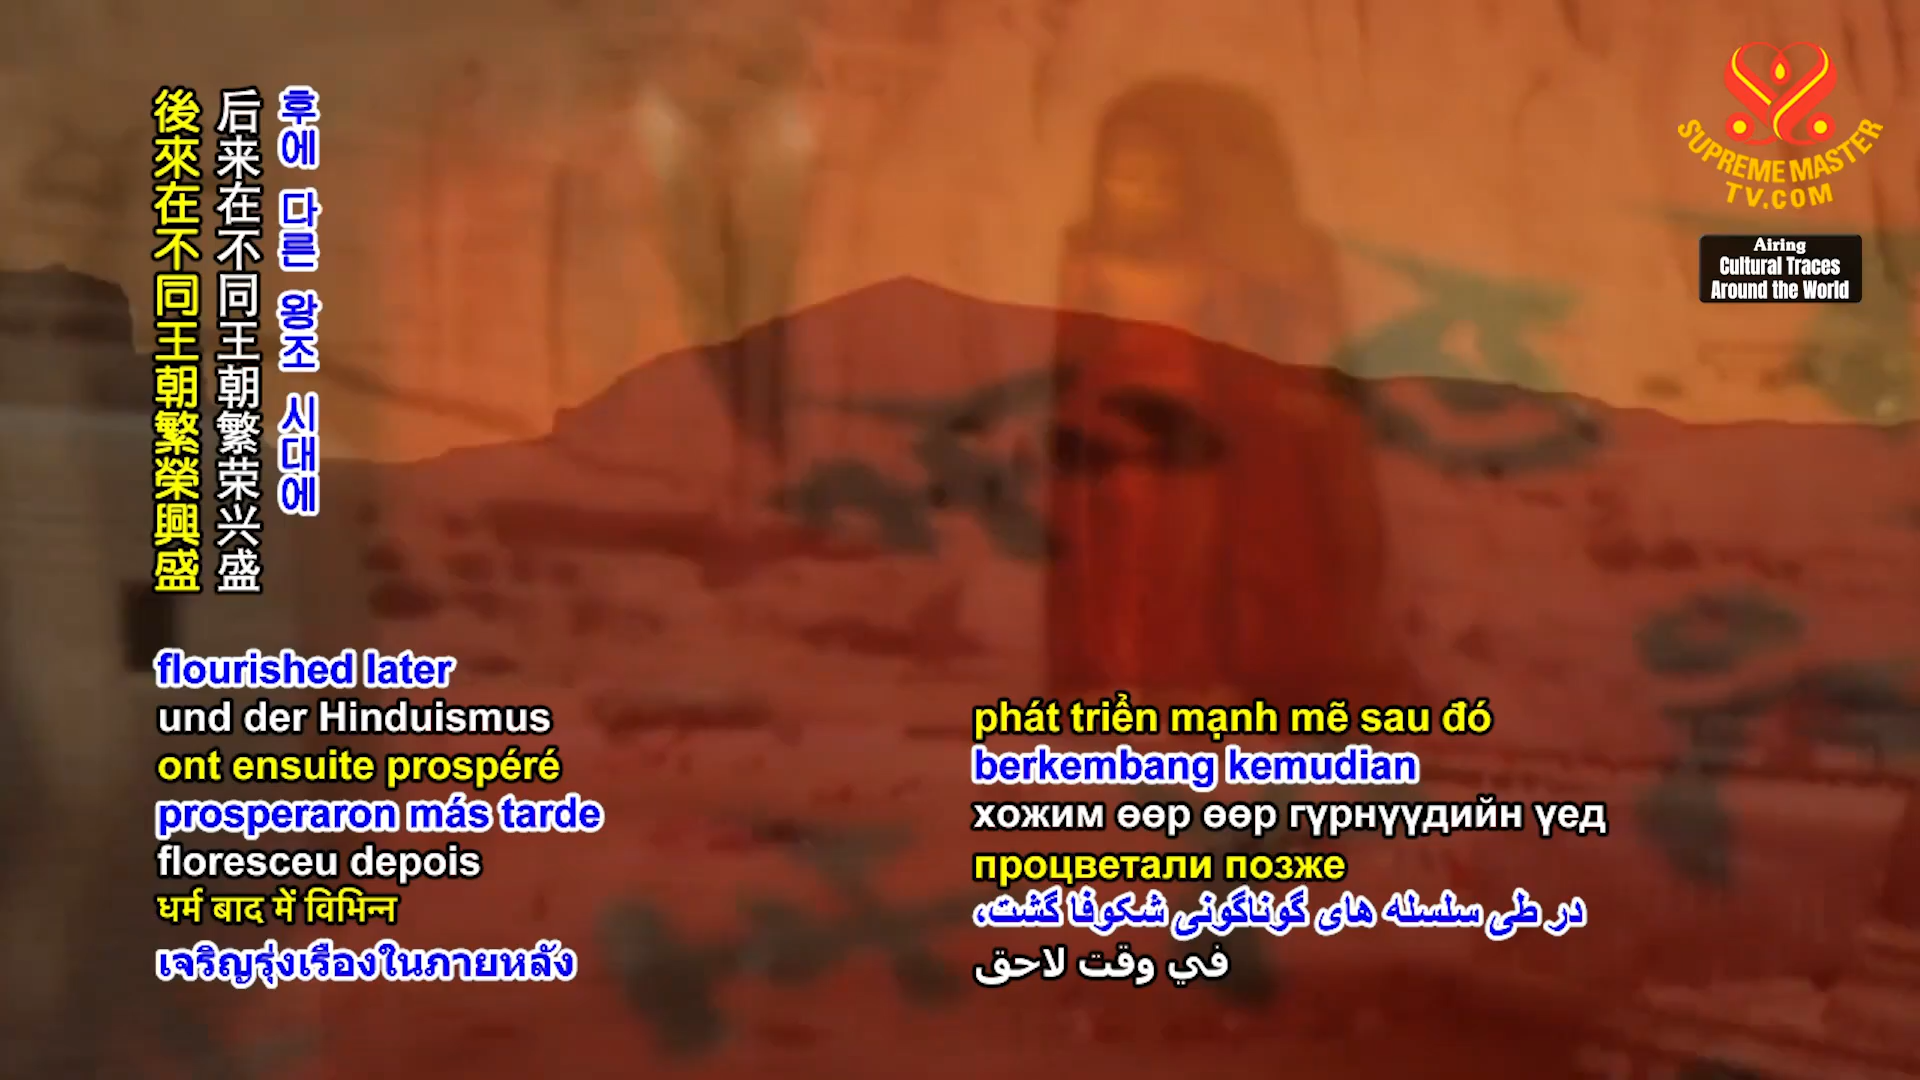 後來在不同王朝繁榮興盛
后来在不同王朝繁荣兴盛
후에 다른 왕조 시대에
SUPREME MASTER
TV.COM
Airing
Cultural Traces
Around the World
flourished later
und der Hinduismus
ont ensuite prospéré
prosperaron más tarde
floresceu depois
धर्म बाद में विभिन्न
เจริญรุ่งเรืองในภายหลัง
phát triển mạnh mẽ sau đó
berkembang kemudian
хожим өөр өөр гүрнүүдийн үед
процветали позже
در طی سلسله های گوناگونی شکوفا گشت،
في وقت لاحق